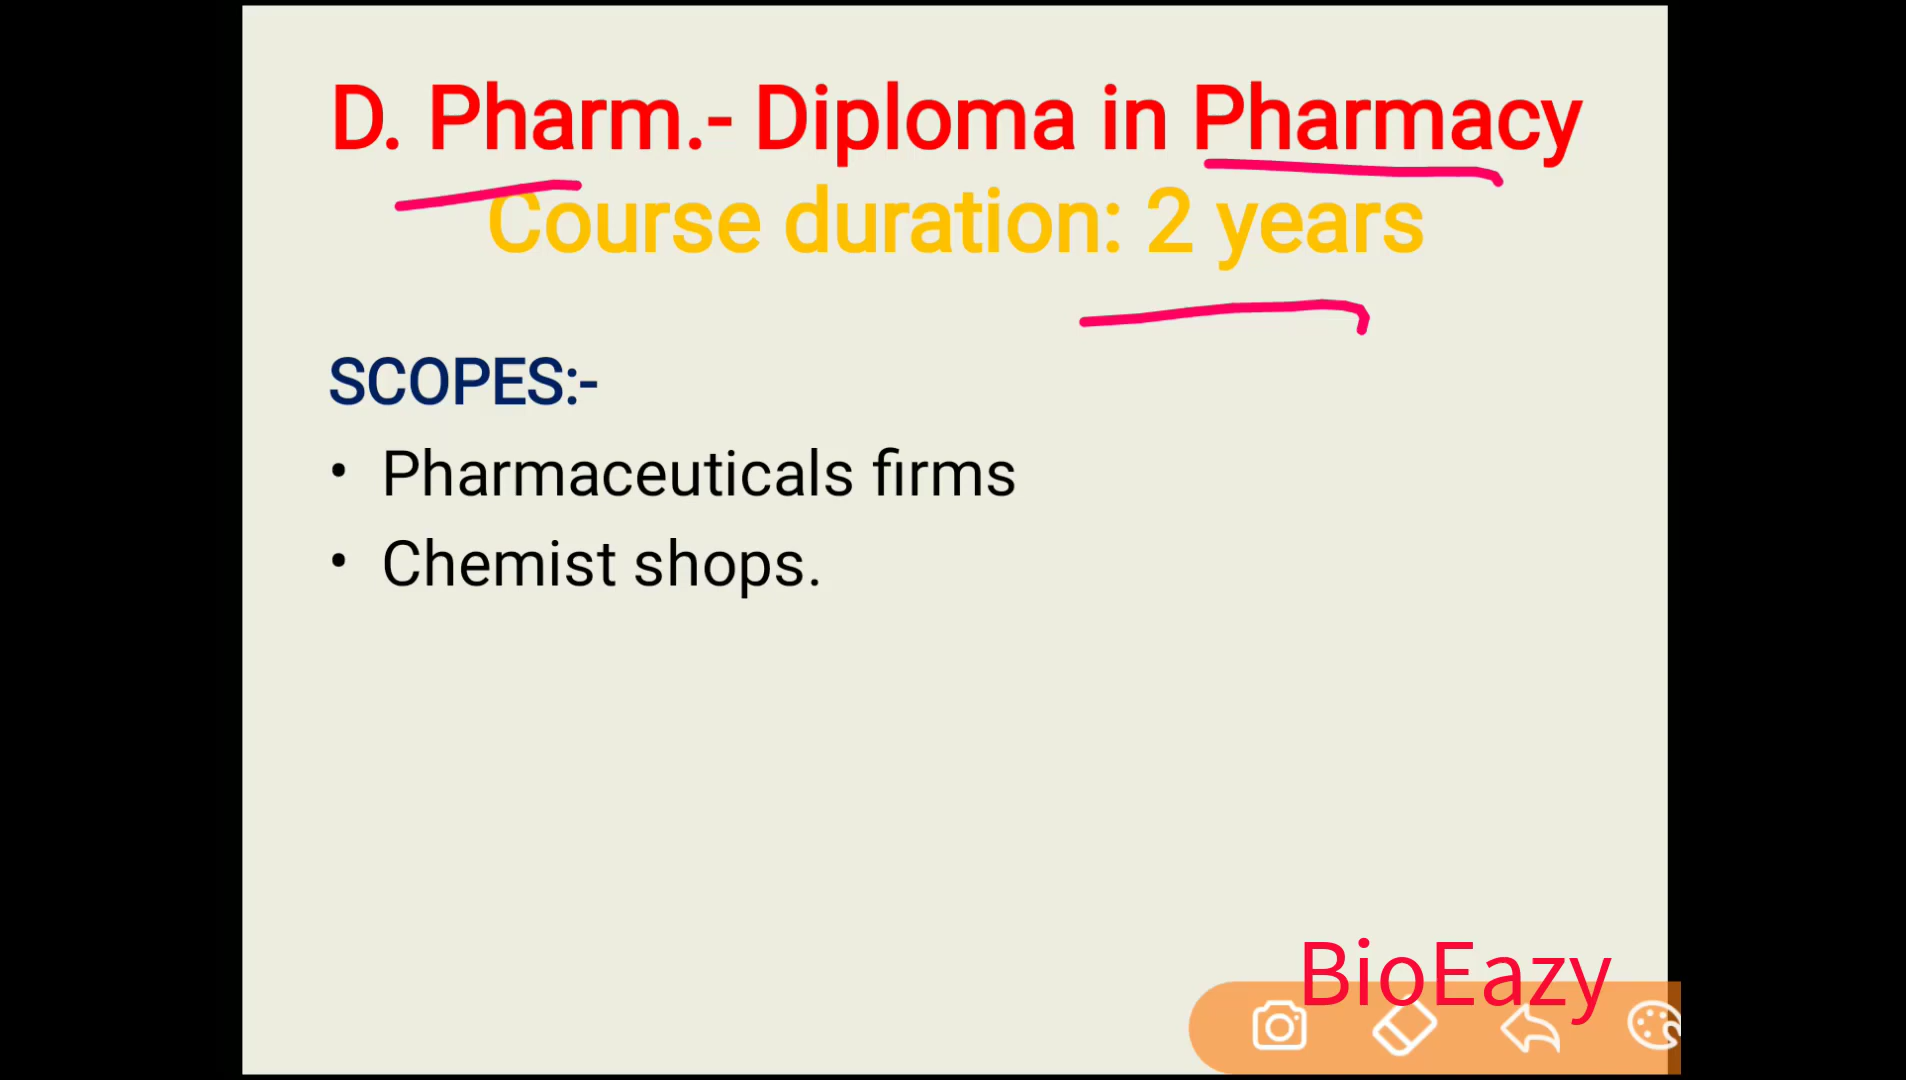 D. Pharm.- Diploma in Pharmacy
Course duration: 2 years
SCOPES:-
• Pharmaceuticals firms
• Chemist shops.
BioEazy